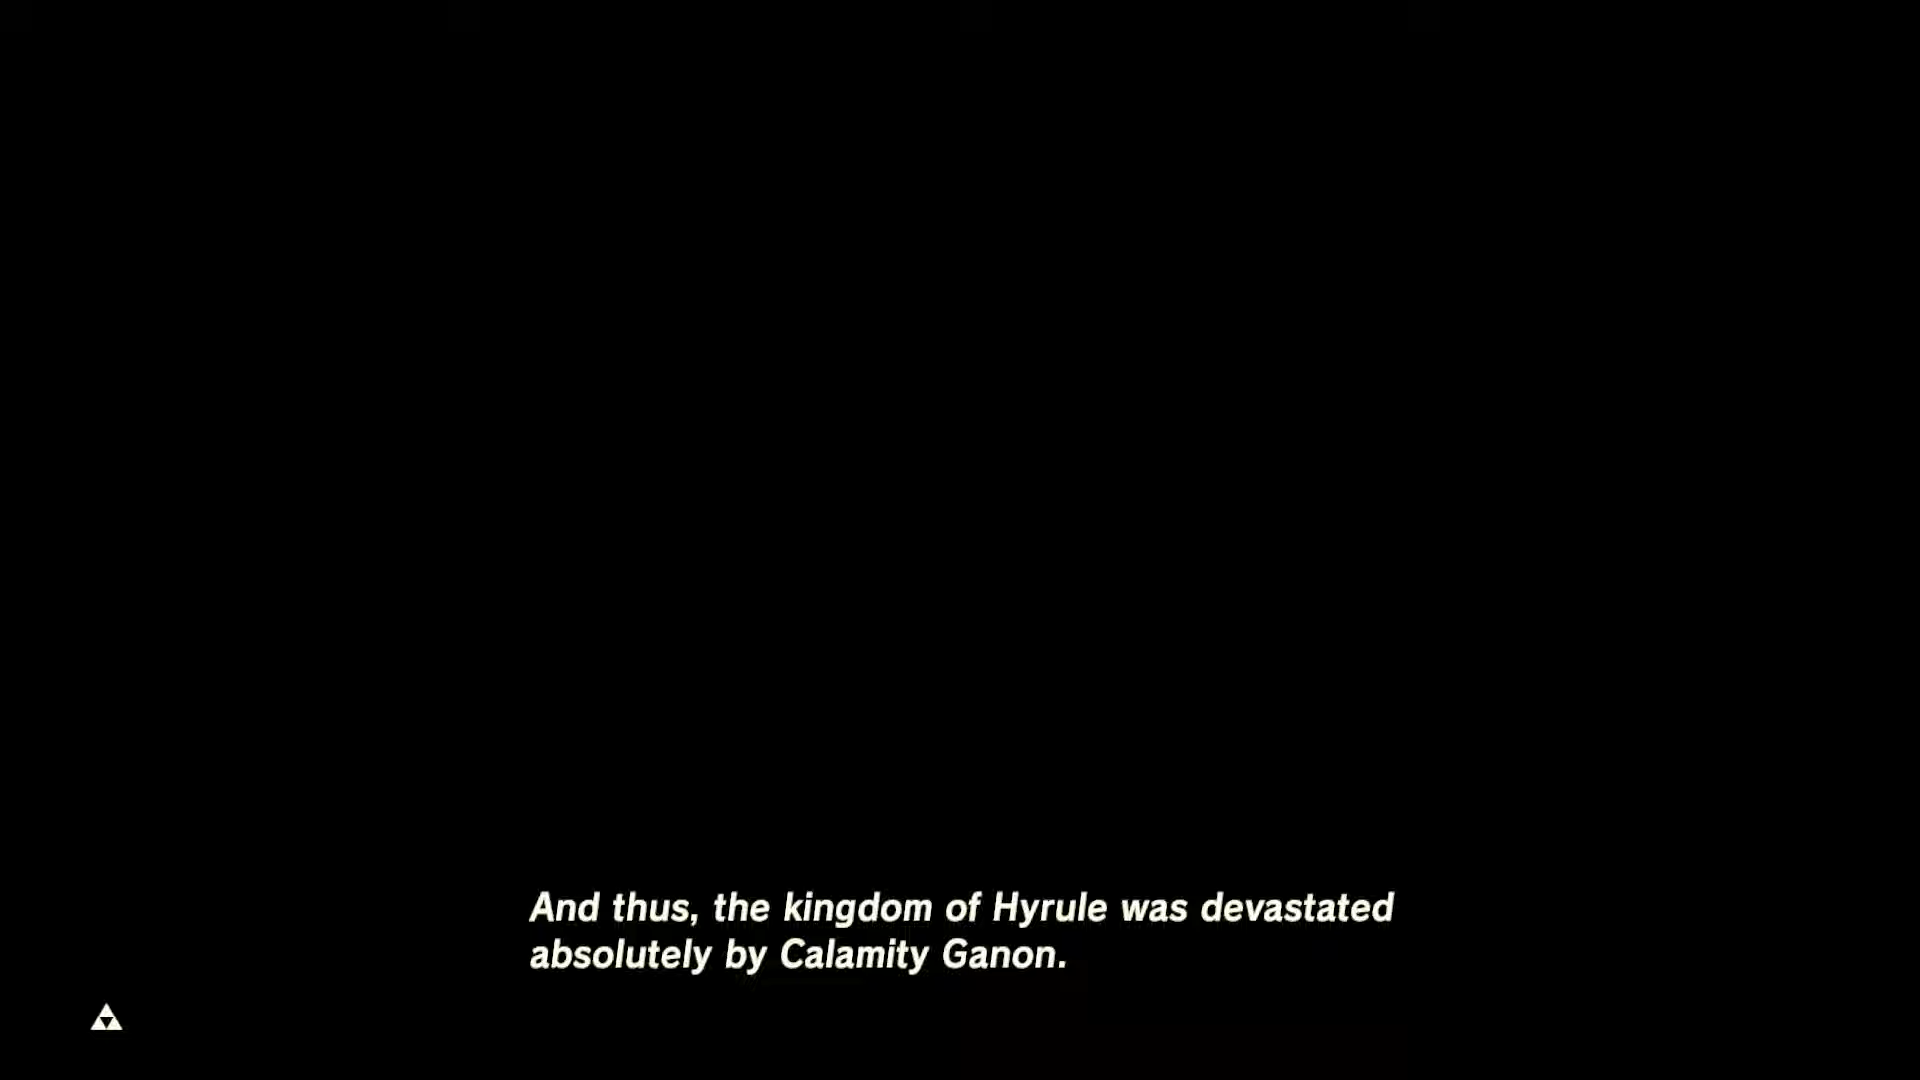 And thus, the kingdom of Hyrule was devastated
absolutely by Calamity Ganon.